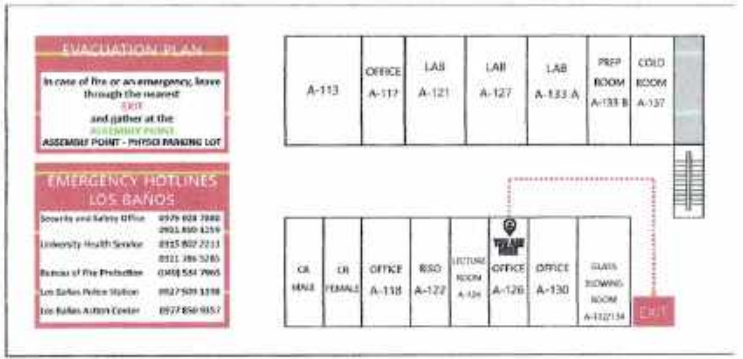 EVACUATION PLAN
In case of fire or an emergency, leave
through the nearest
EXIT
and gather at the
ASSEMBLY POINT
ASSEMBLY POINT - PHYSCI PARKING LOT
EMERGENCY HOTLINES
LOS BAÑOS
Security and Safety Office
University Health Service
Bureau of Fire Protection
Los Baños Police Station
Los Baños Action Center
A-113
OFFICE
A-117
LAB
A-121
LAB
A-127
LAB
A-133 A
PREP
ROOM
A-133 B
COLD
ROOM
A-137
YOU ARE
HERE
CR
MALE
CR
FEMALE
OFFICE
A-118
RISO
A-122
LECTURE
ROOM
A-124
OFFICE
A-126
OFFICE
A-130
GLASS
BLOWING
ROOM
A-132/134
EXIT